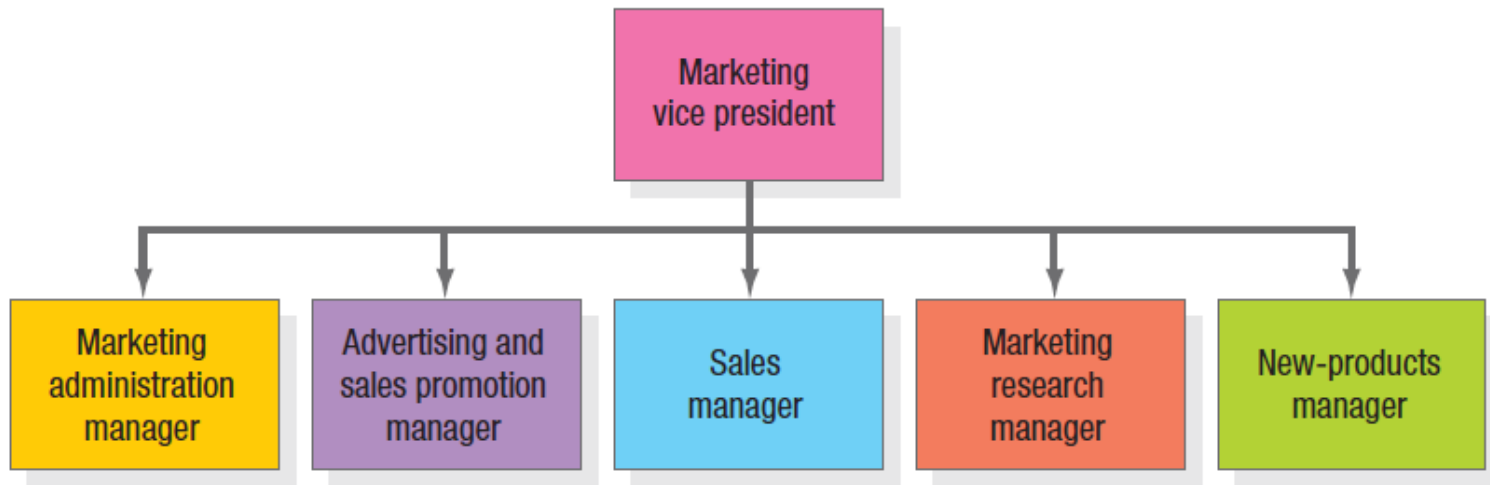 Marketing
vice president
Marketing
administration
manager
Advertising and
sales promotion
manager
Sales
manager
Marketing
research
manager
New-products
manager